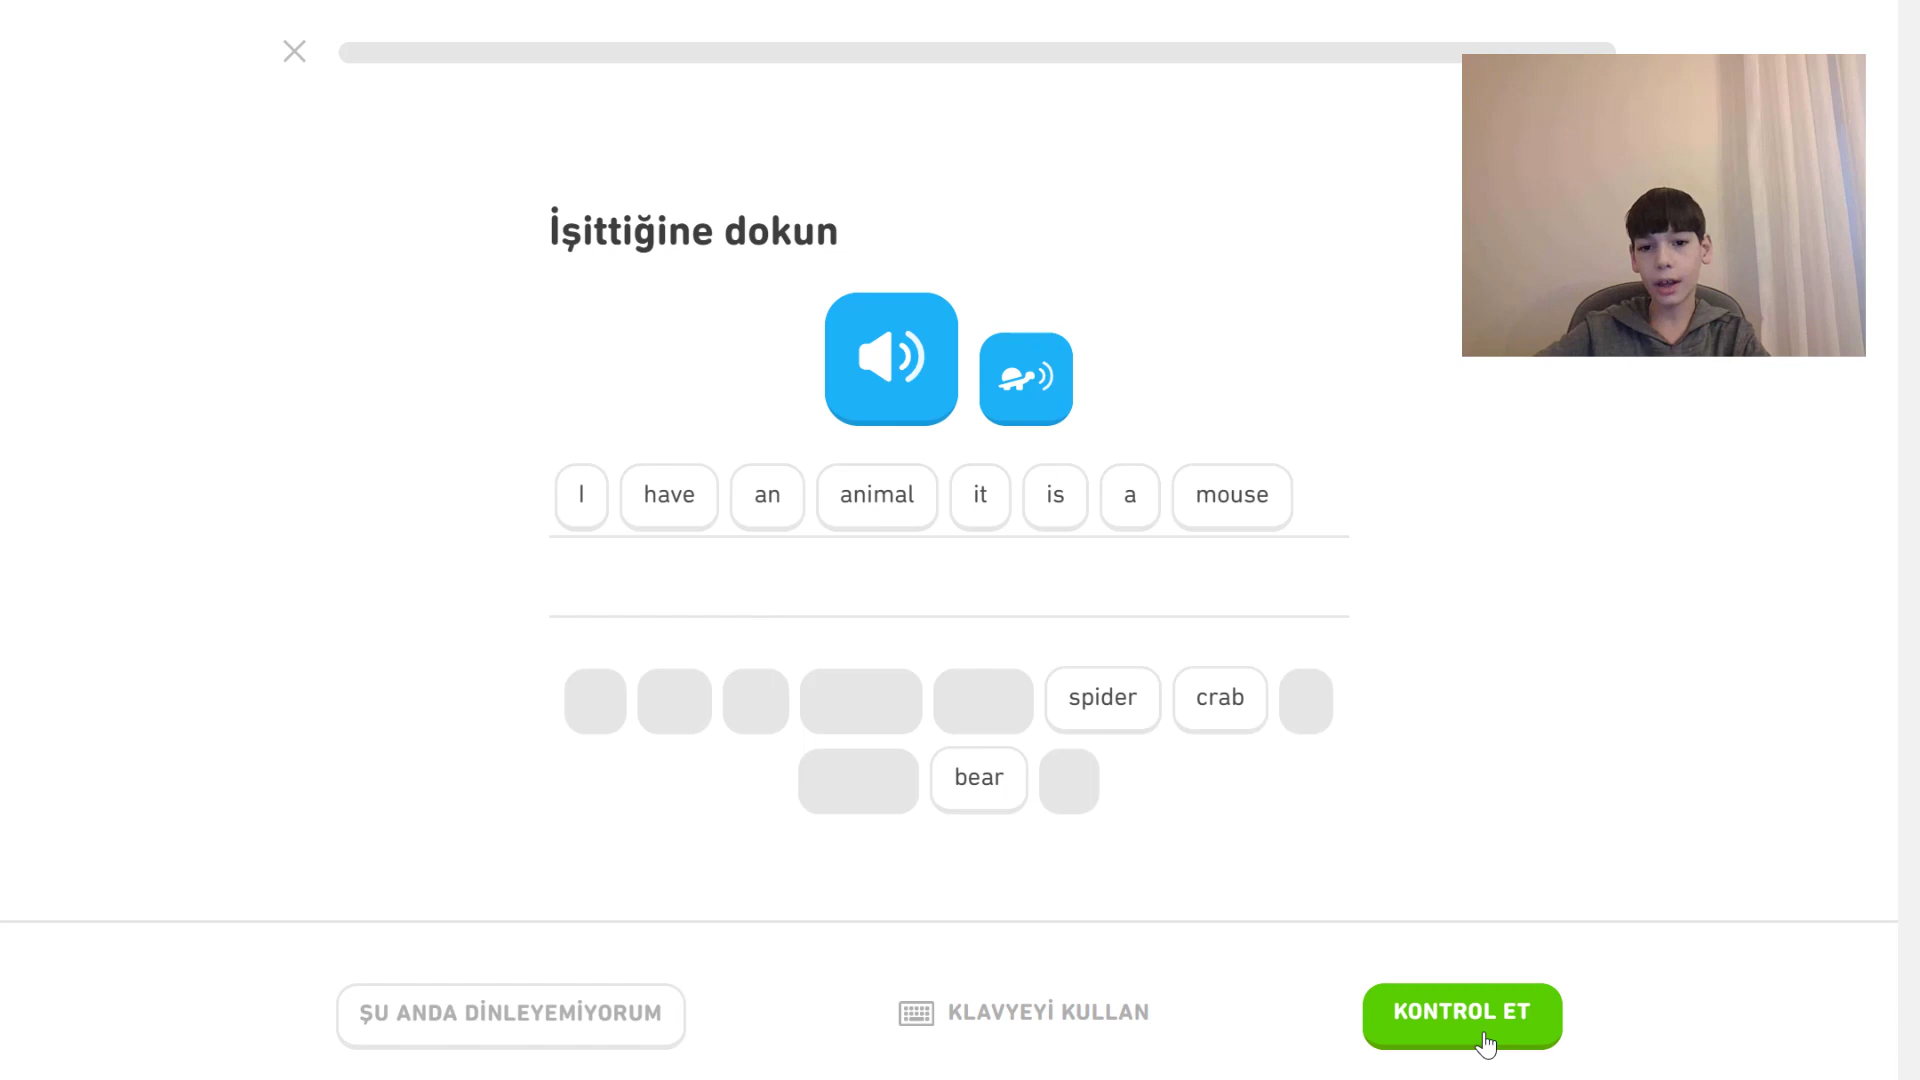 İşittiğine dokun
I have an animal it is a mouse
spider crab
bear
ŞU ANDA DİNLEYEMİYORUM KLAVYEYİ KULLAN KONTROL ET